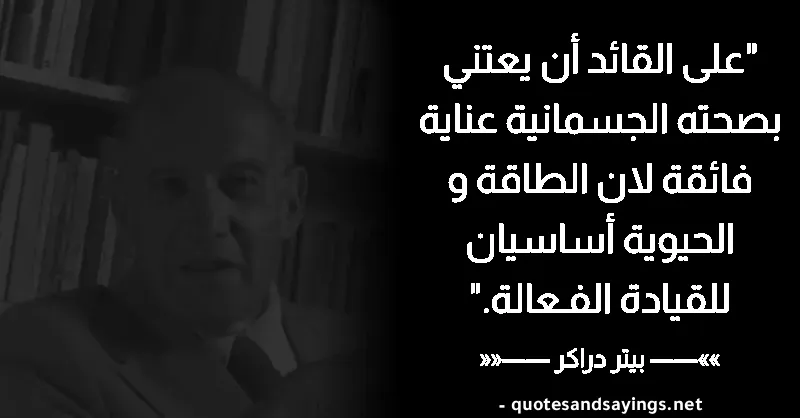 "على القائد أن يعتني
بصحته الجسمانية عناية
فائقة لان الطاقة و
الحيوية أساسيان
للقيادة الفعالة."
»»—— بيتر دراكر ——««
- quotesandsayings.net